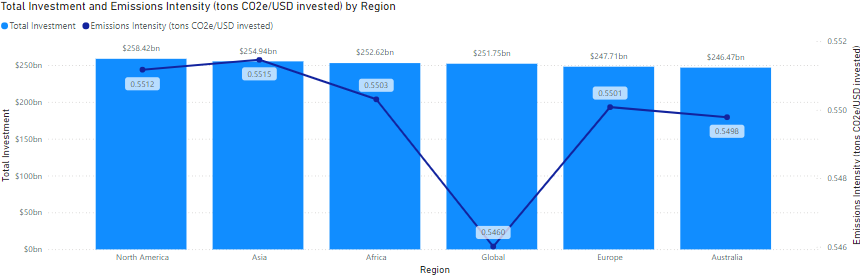 Total Investment and Emissions Intensity (tons CO2e/USD invested) by Region
Total Investment Emissions Intensity (tons CO2e/USD invested)
$258.42bn $254.94bn $252.62bn $251.75bn $247.71bn $246.47bn
0.5512 0.5515 0.5503 0.5460 0.5501 0.5498
Total Investment
$250bn
$200bn
$150bn
$100bn
$50bn
$0bn
0.552
0.550
0.548
0.546
Emissions Intensity (tons CO2e/USD invested)
North America Asia Africa Global Europe Australia
Region